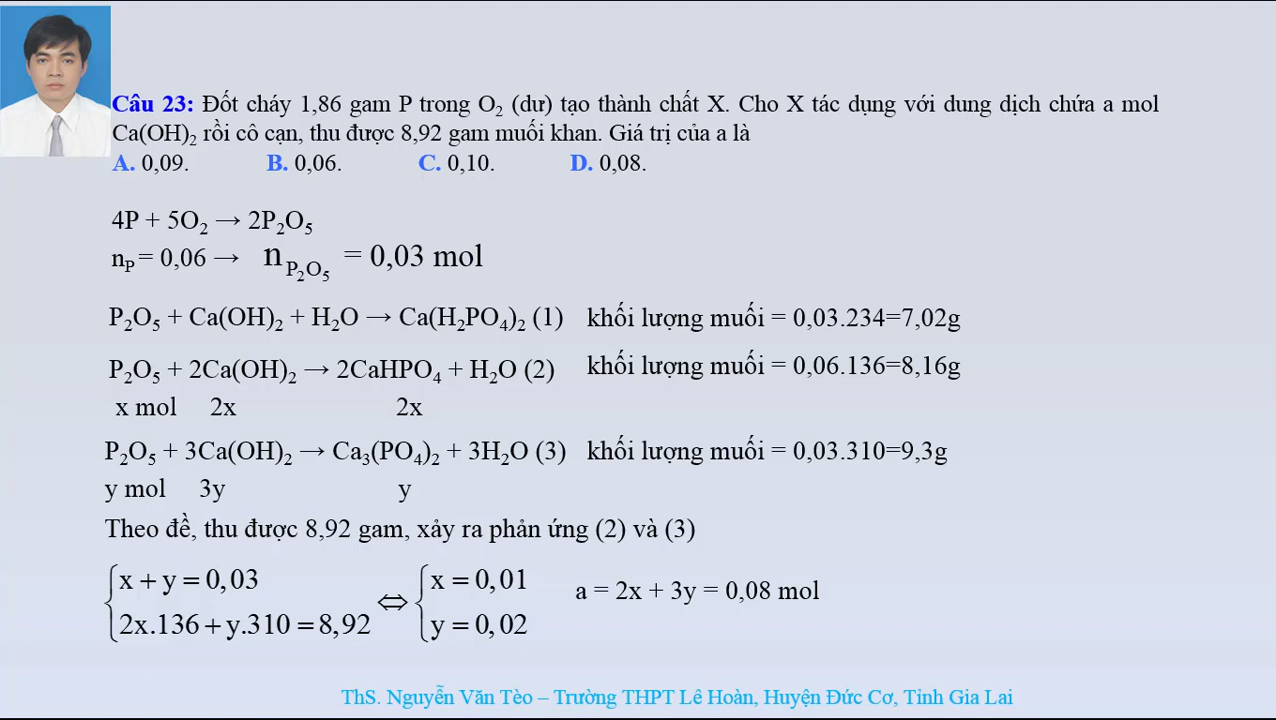 Câu 23: Đốt cháy 1,86 gam P trong O₂ (dư) tạo thành chất X. Cho X tác dụng với dung dịch chứa a mol
Ca(OH)₂ rồi cô cạn, thu được 8,92 gam muối khan. Giá trị của a là
A. 0,09. B. 0,06. C. 0,10. D. 0,08.
4P + 5O₂ → 2P₂O₅
nP = 0,06 → n P₂O₅ = 0,03 mol
P₂O₅ + Ca(OH)₂ + H₂O → Ca(H₂PO₄)₂ (1) khối lượng muối = 0,03.234=7,02g
P₂O₅ + 2Ca(OH)₂ → 2CaHPO₄ + H₂O (2) khối lượng muối = 0,06.136=8,16g
x mol 2x 2x
P₂O₅ + 3Ca(OH)₂ → Ca₃(PO₄)₂ + 3H₂O (3) khối lượng muối = 0,03.310=9,3g
y mol 3y y
Theo đề, thu được 8,92 gam, xảy ra phản ứng (2) và (3)
x + y = 0,03 ⇔ x = 0,01 a = 2x + 3y = 0,08 mol
2x.136 + y.310 = 8,92 y = 0,02
ThS. Nguyễn Văn Tèo – Trường THPT Lê Hoàn, Huyện Đức Cơ, Tỉnh Gia Lai